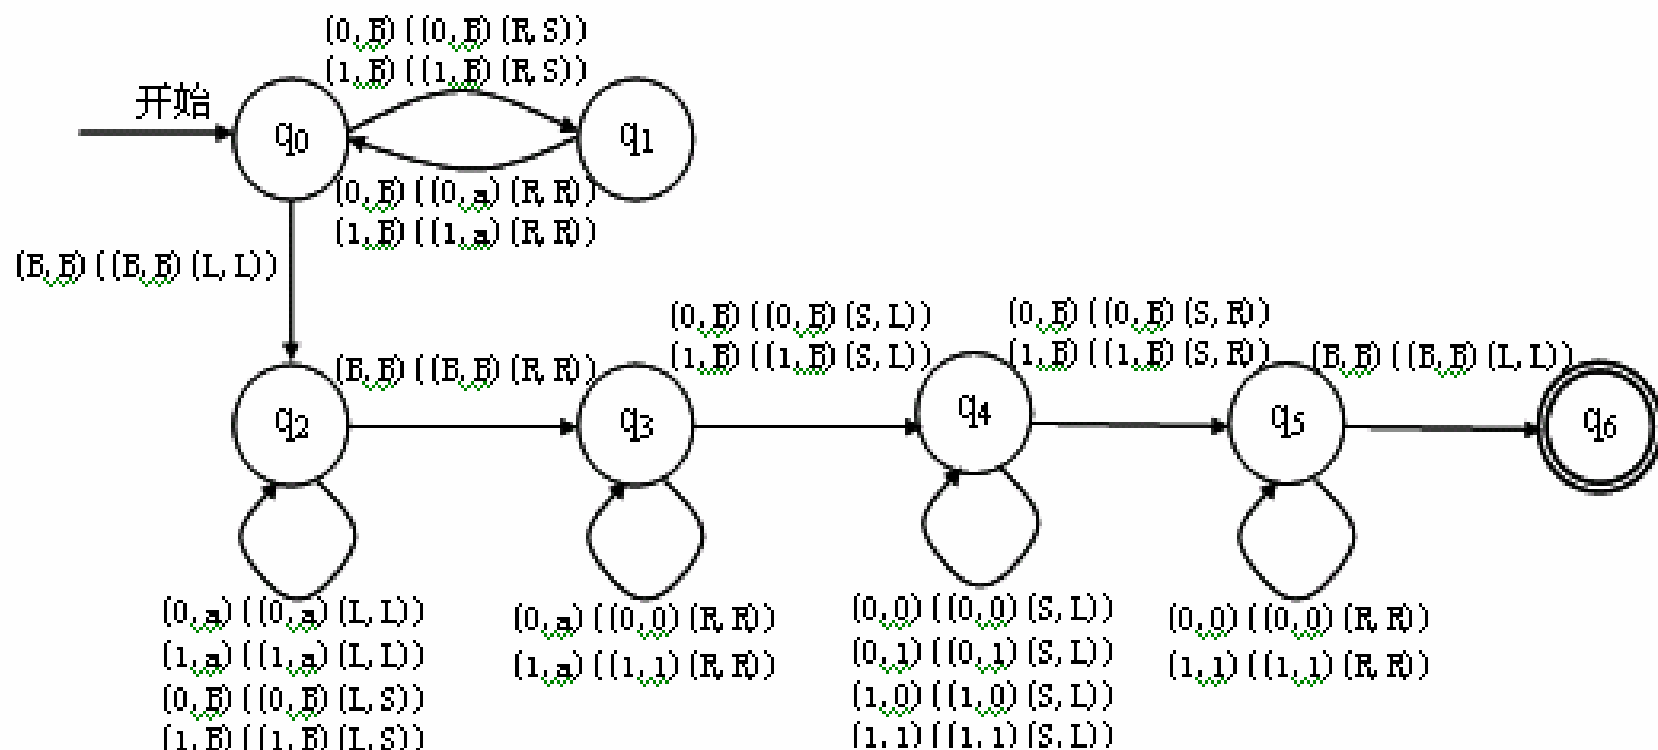 (0,B)((0,B)(R,S))
(1,B)((1,B)(R,S))
开始
q0
q1
(0,B)((0,a)(R,R))
(1,B)((1,a)(R,R))
(B,B)((B,B)(L,L))
(0,B)((0,B)(S,L))
(1,B)((1,B)(S,L))
(0,B)((0,B)(S,R))
(1,B)((1,B)(S,R))
(B,B)((B,B)(R,R))
(B,B)((B,B)(L,L))
q2
q3
q4
q5
q6
(0,a)((0,a)(L,L))
(1,a)((1,a)(L,L))
(0,B)((0,B)(L,S))
(1,B)((1,B)(L,S))
(0,a)((0,0)(R,R))
(1,a)((1,1)(R,R))
(0,0)((0,0)(S,L))
(0,1)((0,1)(S,L))
(1,0)((1,0)(S,L))
(1,1)((1,1)(S,L))
(0,0)((0,0)(R,R))
(1,1)((1,1)(R,R))